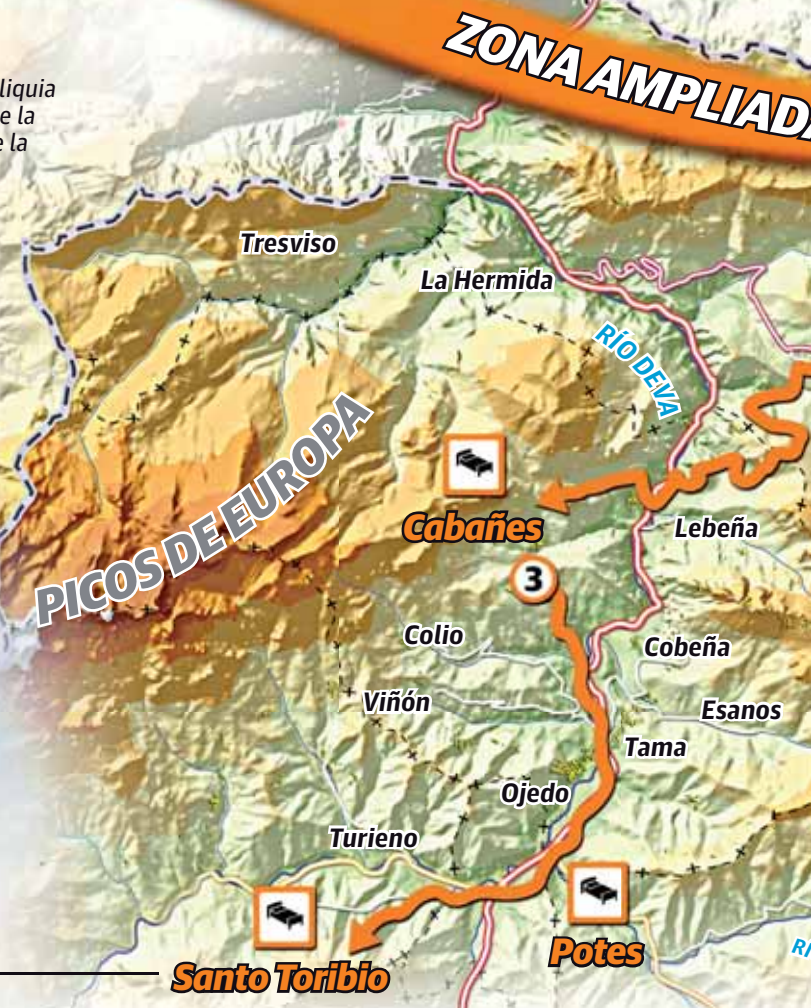 ZONA AMPLIADA
liquia
e la
e la
Tresviso
La Hermida
RÍO DEVA
PICOS DE EUROPA
Cabañes
Lebeña
3
Colio
Cobeña
Viñón
Esanos
Tama
Ojedo
Turieno
Potes
Santo Toribio